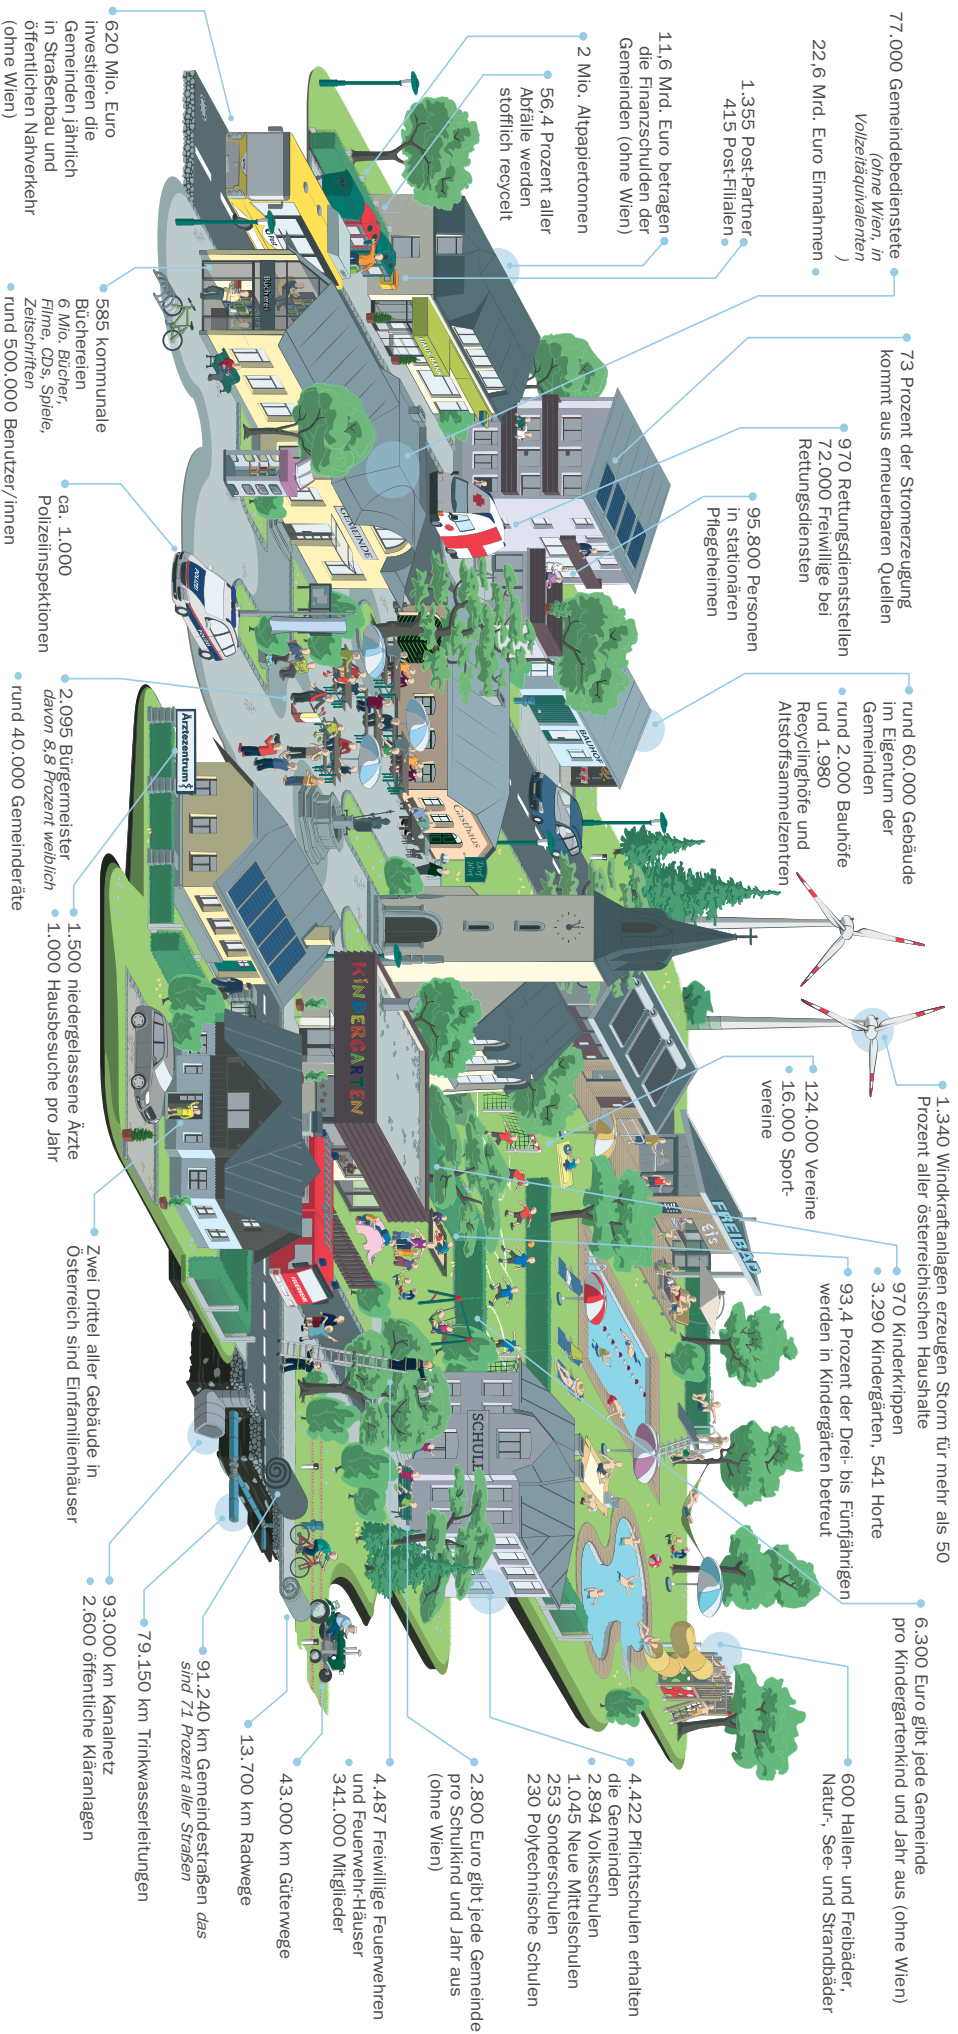 77.000 Gemeindebedienstete
(ohne Wien, in
Vollzeitäquivalenten
)
22,6 Mrd. Euro Einnahmen
1.355 Post-Partner
415 Post-Filialen
11,6 Mrd. Euro betragen
die Finanzschulden der
Gemeinden (ohne Wien)
2 Mio. Altpapiertonnen
56,4 Prozent aller
Abfälle werden
stofflich recycelt
620 Mio. Euro
investieren die
Gemeinden jährlich
in Straßenbau und
öffentlichen Nahverkehr
(ohne Wien)
73 Prozent der Stromerzeugung
kommt aus erneuerbaren Quellen
970 Rettungsdienststellen
72.000 Freiwillige bei
Rettungsdiensten
95.800 Personen
in stationären
Pflegeheimen
585 kommunale
Büchereien
6 Mio. Bücher,
Filme, CDs, Spiele,
Zeitschriften
rund 500.000 Benutzer/innen
ca. 1.000
Polizeiinspektionen
rund 60.000 Gebäude
im Eigentum der
Gemeinden
rund 2.000 Bauhöfe
und 1.980
Recyclinghöfe und
Altstoffsammelzentren
2.095 Bürgermeister
davon 8,8 Prozent weiblich
rund 40.000 Gemeinderäte
1.500 niedergelassene Ärzte
1.000 Hausbesuche pro Jahr
1.340 Windkraftanlagen erzeugen Storm für mehr als 50
Prozent aller österreichischen Haushalte
124.000 Vereine
16.000 Sport-
vereine
970 Kinderkrippen
3.290 Kindergärten, 541 Horte
93,4 Prozent der Drei- bis Fünfjährigen
werden in Kindergärten betreut
Zwei Drittel aller Gebäude in
Österreich sind Einfamilienhäuser
6.300 Euro gibt jede Gemeinde
pro Kindergartenkind und Jahr aus (ohne Wien)
600 Hallen- und Freibäder,
Natur-, See- und Strandbäder
4.422 Pflichtschulen erhalten
die Gemeinden
2.894 Volksschulen
1.045 Neue Mittelschulen
253 Sonderschulen
230 Polytechnische Schulen
2.800 Euro gibt jede Gemeinde
pro Schulkind und Jahr aus
(ohne Wien)
4.487 Freiwillige Feuerwehren
und Feuerwehr-Häuser
341.000 Mitglieder
43.000 km Güterwege
13.700 km Radwege
91.240 km Gemeindestraßen das
sind 71 Prozent aller Straßen
79.150 km Trinkwasserleitungen
93.000 km Kanalnetz
2.600 öffentliche Kläranlagen
Post
Bücherei
GEMEINDE
POLIZEI
POLIZEI
BAUHOF
Gasthaus
Ärztezentrum
KINDERGARTEN
FREIBAD
Eis
FEUERWEHR
SCHULE